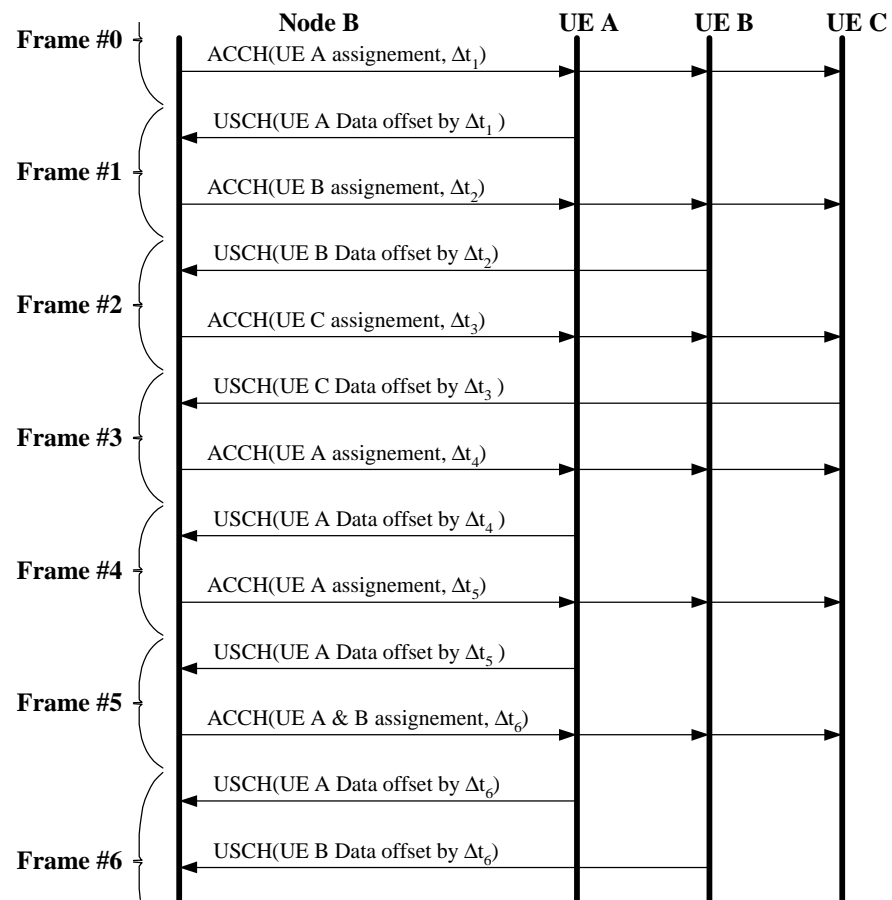 Node B UE A UE B UE C
Frame #0
ACCH(UE A assignement, Δt1)
USCH(UE A Data offset by Δt1 )
Frame #1
ACCH(UE B assignement, Δt2)
USCH(UE B Data offset by Δt2)
Frame #2
ACCH(UE C assignement, Δt3)
USCH(UE C Data offset by Δt3 )
Frame #3
ACCH(UE A assignement, Δt4)
USCH(UE A Data offset by Δt4 )
Frame #4
ACCH(UE A assignement, Δt5)
USCH(UE A Data offset by Δt5 )
Frame #5
ACCH(UE A & B assignement, Δt6)
USCH(UE A Data offset by Δt6)
Frame #6
USCH(UE B Data offset by Δt6)